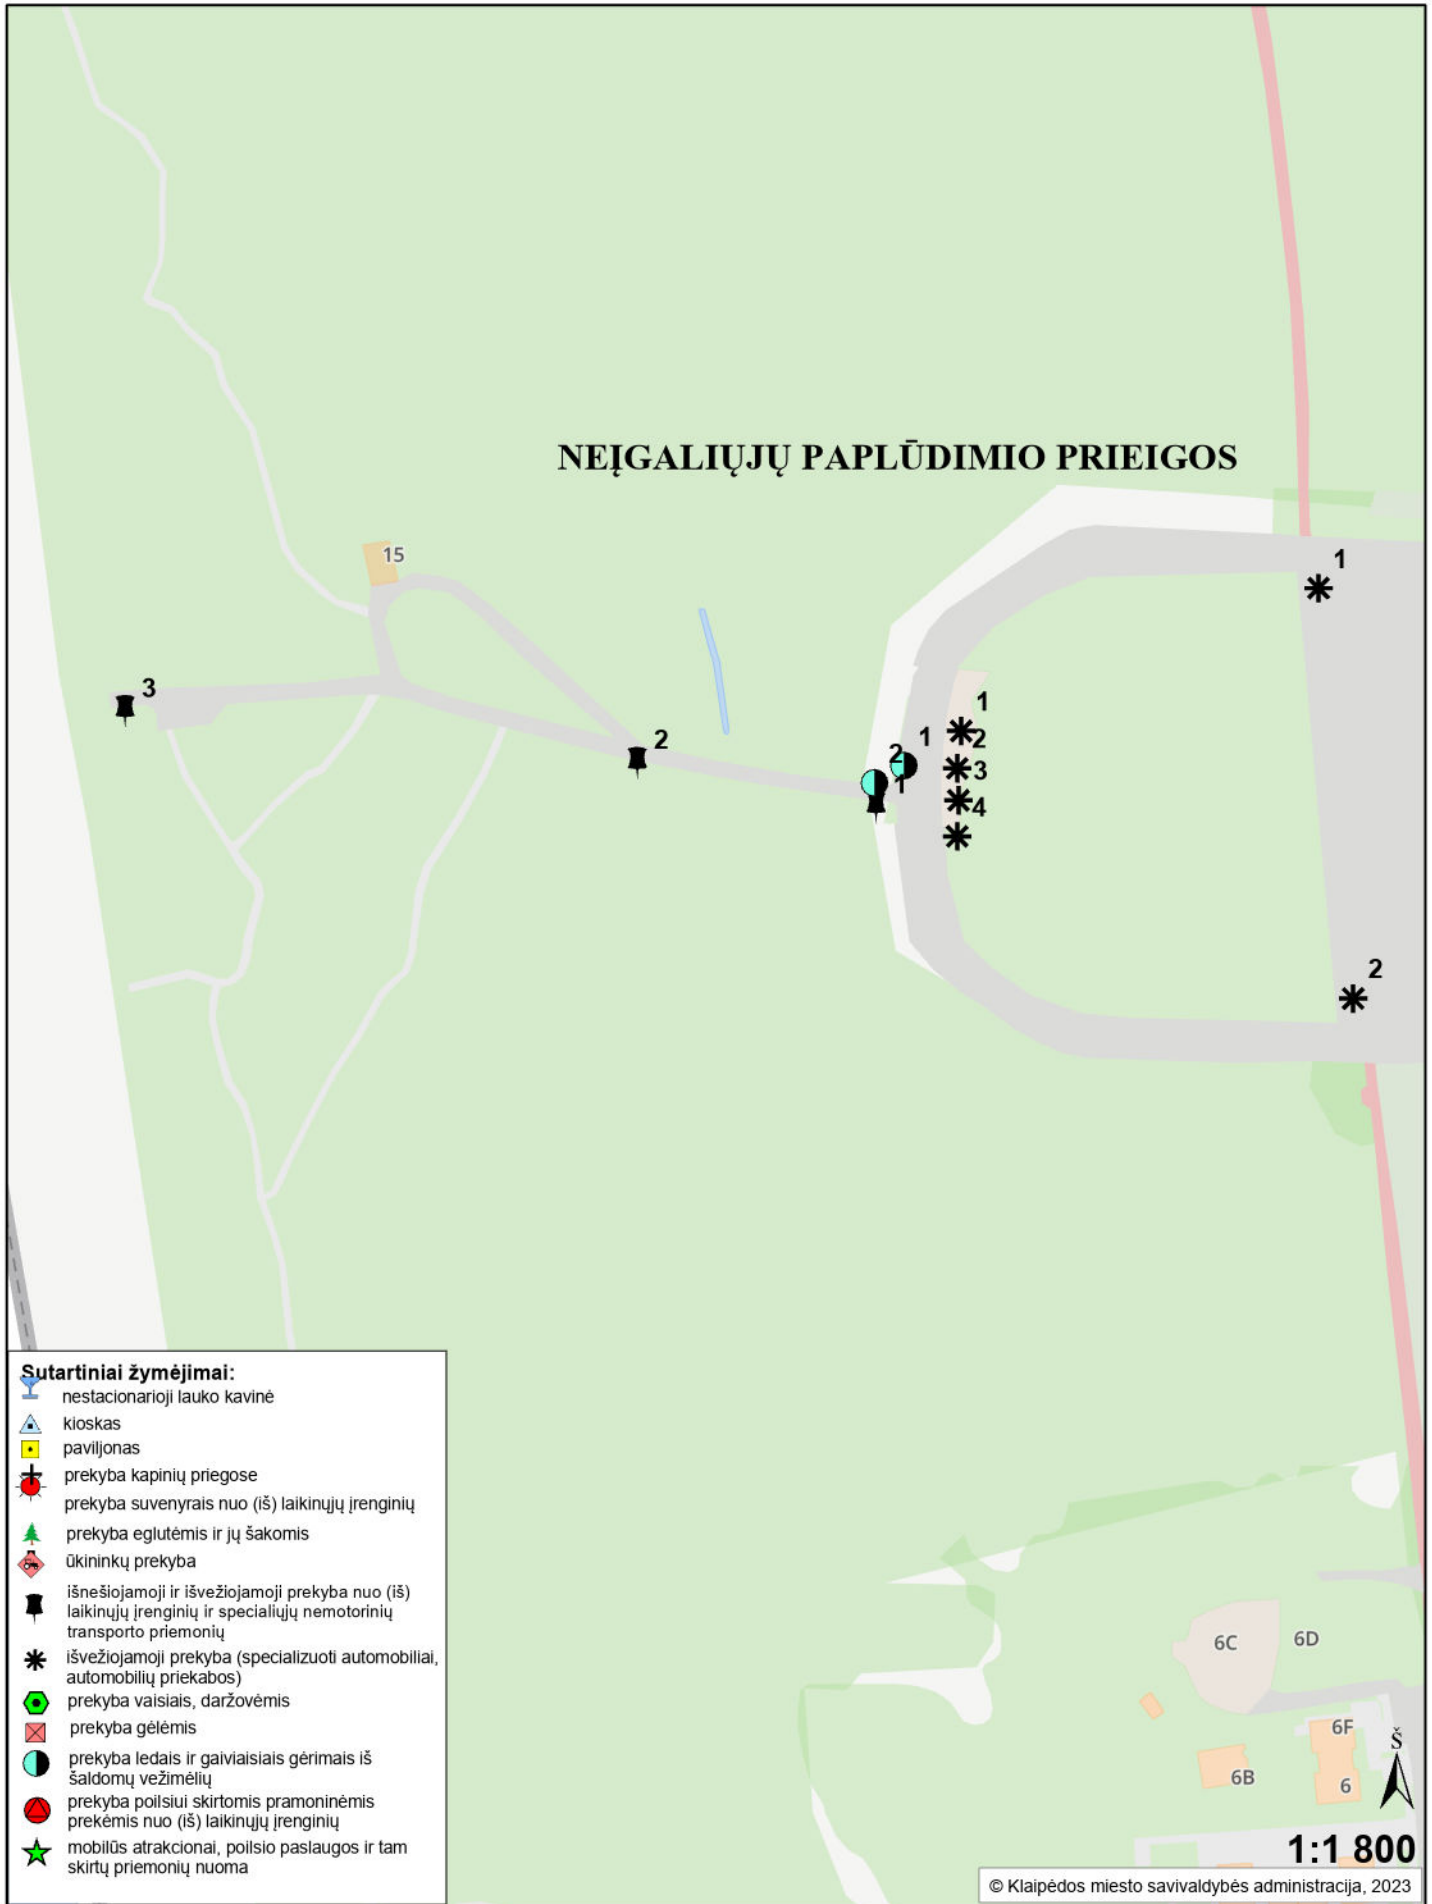 NEĮGALIŲJŲ PAPLŪDIMIO PRIEIGOS
15
1
3
1
2
1
2
2
3
1
4
2
Sutartiniai žymėjimai:
nestacionarioji lauko kavinė
kioskas
paviljonas
prekyba kapinių priegose
prekyba suvenyrais nuo (iš) laikinųjų įrenginių
prekyba eglutėmis ir jų šakomis
ūkininkų prekyba
išnešiojamoji ir išvežiojamoji prekyba nuo (iš)
laikinųjų įrenginių ir specialiųjų nemotorinių
transporto priemonių
išvežiojamoji prekyba (specializuoti automobiliai,
automobilių priekabos)
prekyba vaisiais, daržovėmis
prekyba gėlėmis
prekyba ledais ir gaiviaisiais gėrimais iš
šaldomų vežimėlių
prekyba poilsiui skirtomis pramoninėmis
prekėmis nuo (iš) laikinųjų įrenginių
mobilūs atrakcionai, poilsio paslaugos ir tam
skirtų priemonių nuoma
6C
6D
6F
6B
6
Š
1:1 800
© Klaipėdos miesto savivaldybės administracija, 2023